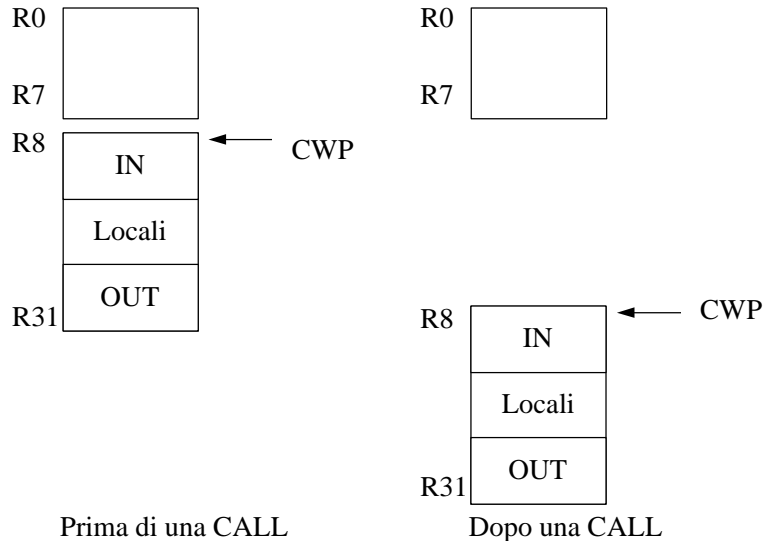 R0
R7
R8
IN
CWP
Locali
OUT
R31
Prima di una CALL
R0
R7
R8
IN
CWP
Locali
OUT
R31
Dopo una CALL